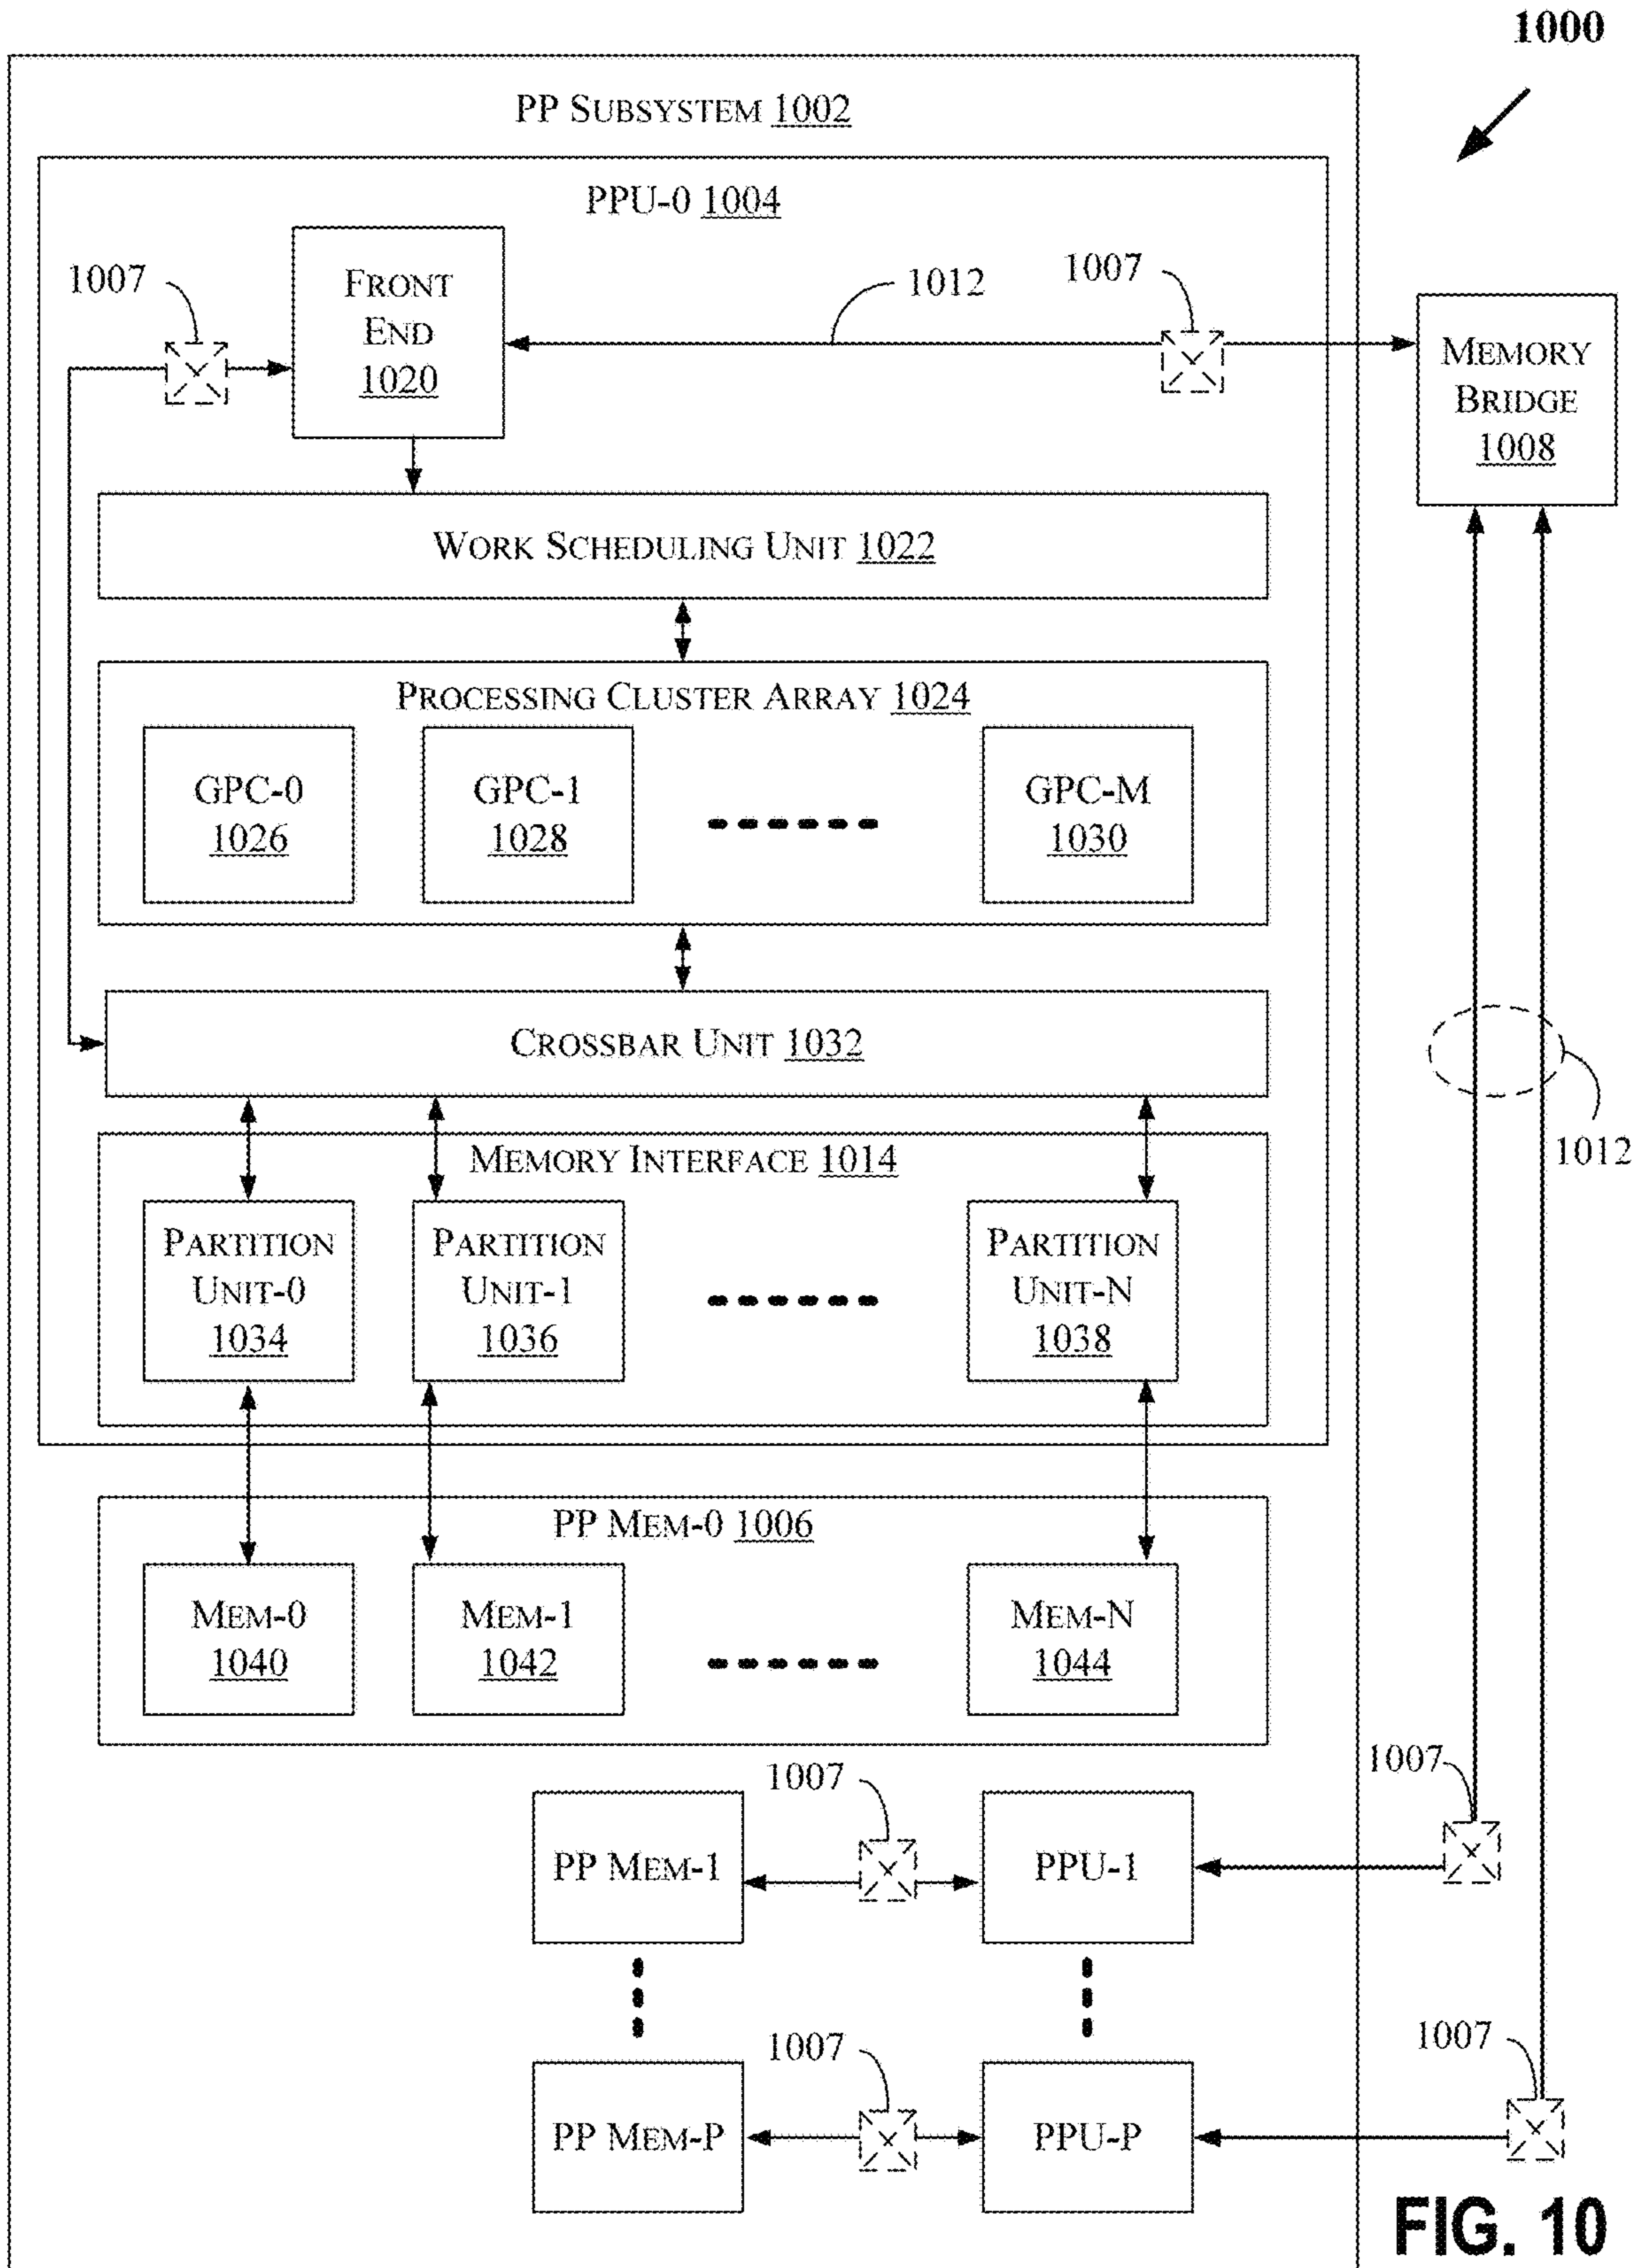 1000
PP SUBSYSTEM 1002
PPU-0 1004
1007
FRONT
END
1020
1012
1007
MEMORY
BRIDGE
1008
WORK SCHEDULING UNIT 1022
PROCESSING CLUSTER ARRAY 1024
GPC-0
1026
GPC-1
1028
GPC-M
1030
CROSSBAR UNIT 1032
1012
MEMORY INTERFACE 1014
PARTITION
UNIT-0
1034
PARTITION
UNIT-1
1036
PARTITION
UNIT-N
1038
PP MEM-0 1006
MEM-0
1040
MEM-1
1042
MEM-N
1044
1007
1007
PP MEM-1
PPU-1
1007
1007
PP MEM-P
PPU-P
FIG. 10